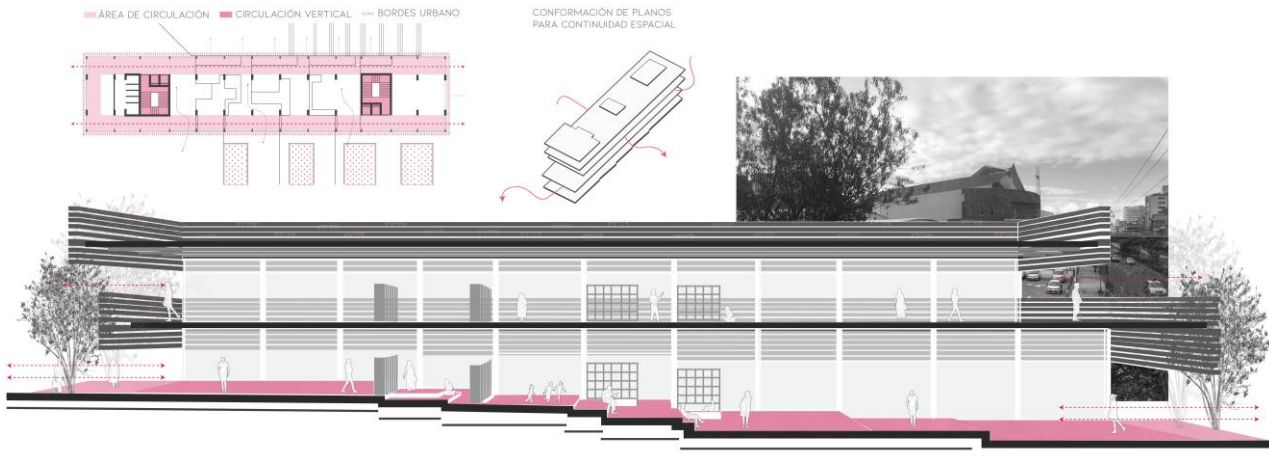 ÁREA DE CIRCULACIÓN CIRCULACIÓN VERTICAL BORDES URBANO
CONFORMACIÓN DE PLANOS
PARA CONTINUIDAD ESPACIAL